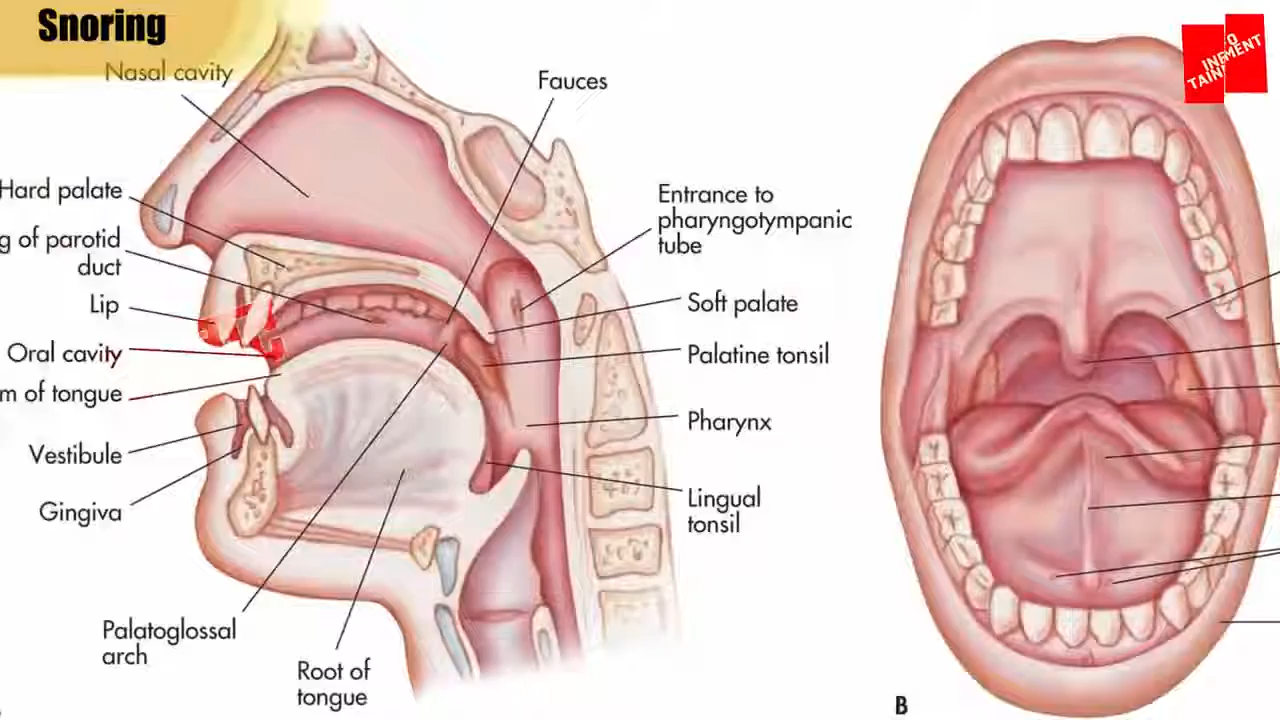 Snoring
Nasal cavity
Fauces
Hard palate
g of parotid
duct
Lip
Oral cavity
m of tongue
Vestibule
Gingiva
Palatoglossal
arch
Root of
tongue
Entrance to
pharyngotympanic
tube
Soft palate
Palatine tonsil
Pharynx
Lingual
tonsil
B